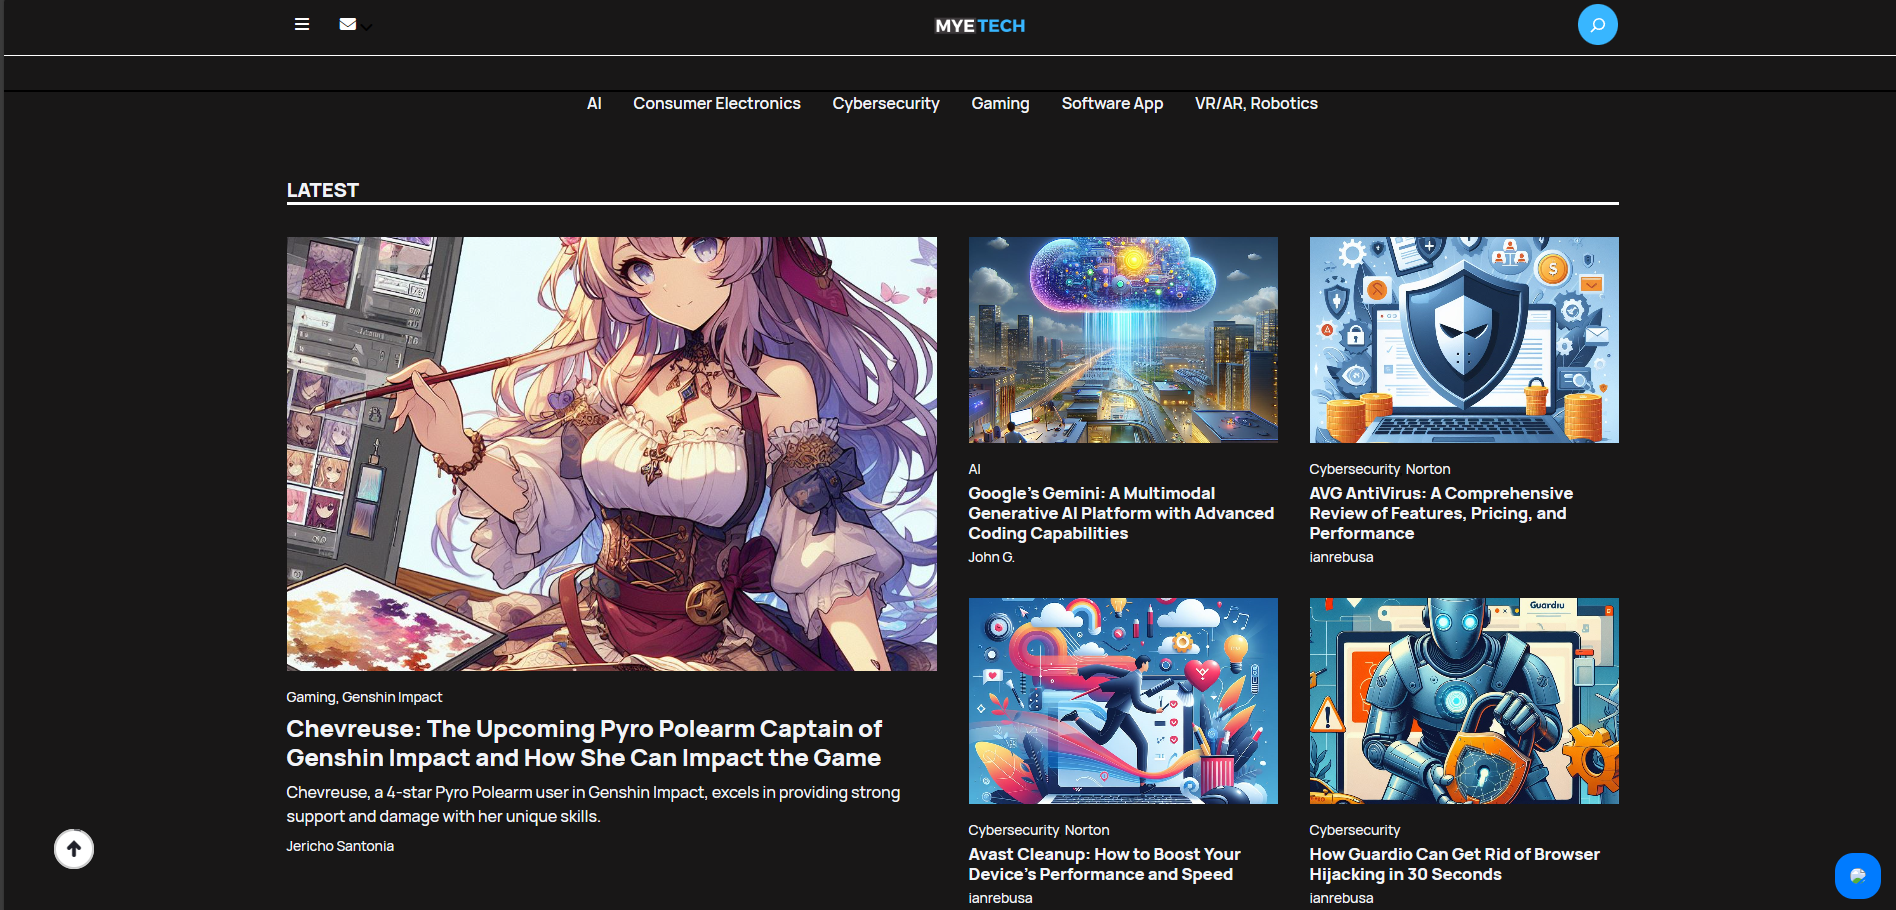 MYETECH
AI Consumer Electronics Cybersecurity Gaming Software App VR/AR, Robotics
LATEST
Gaming, Genshin Impact
Chevreuse: The Upcoming Pyro Polearm Captain of
Genshin Impact and How She Can Impact the Game
Chevreuse, a 4-star Pyro Polearm user in Genshin Impact, excels in providing strong
support and damage with her unique skills.
Jericho Santonia
AI
Google’s Gemini: A Multimodal
Generative AI Platform with Advanced
Coding Capabilities
John G.
Cybersecurity Norton
AVG AntiVirus: A Comprehensive
Review of Features, Pricing, and
Performance
ianrebusa
Cybersecurity Norton
Avast Cleanup: How to Boost Your
Device’s Performance and Speed
ianrebusa
Cybersecurity
How Guardio Can Get Rid of Browser
Hijacking in 30 Seconds
ianrebusa